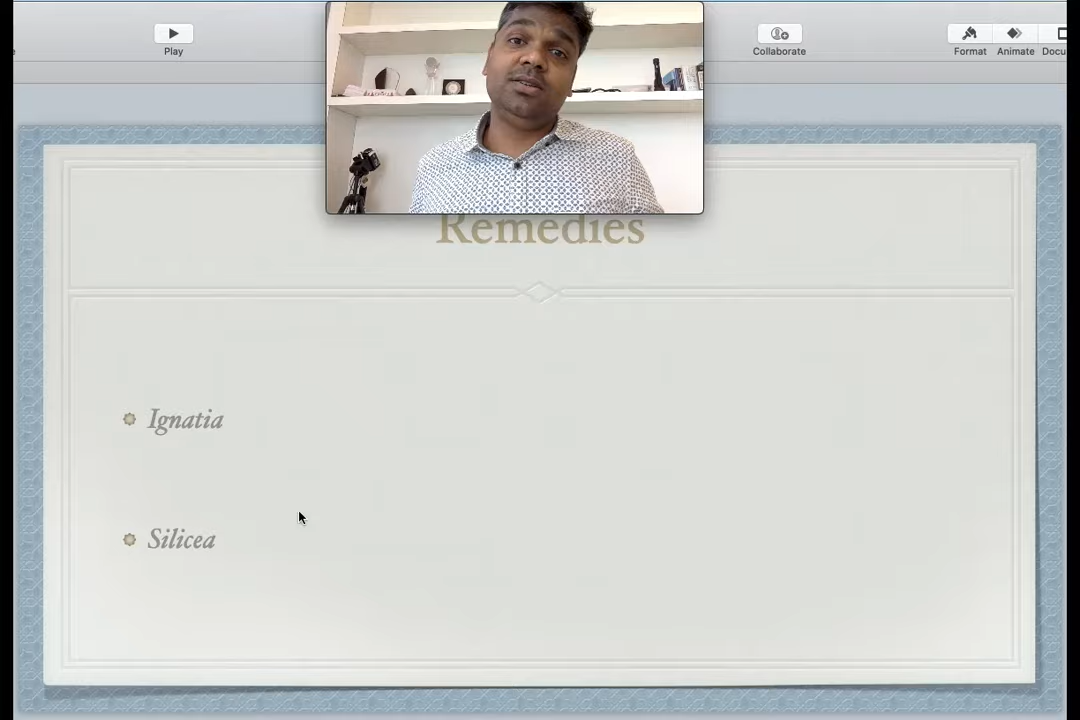 Play
Collaborate
Format
Animate
Remedies
Ignatia
Silicea